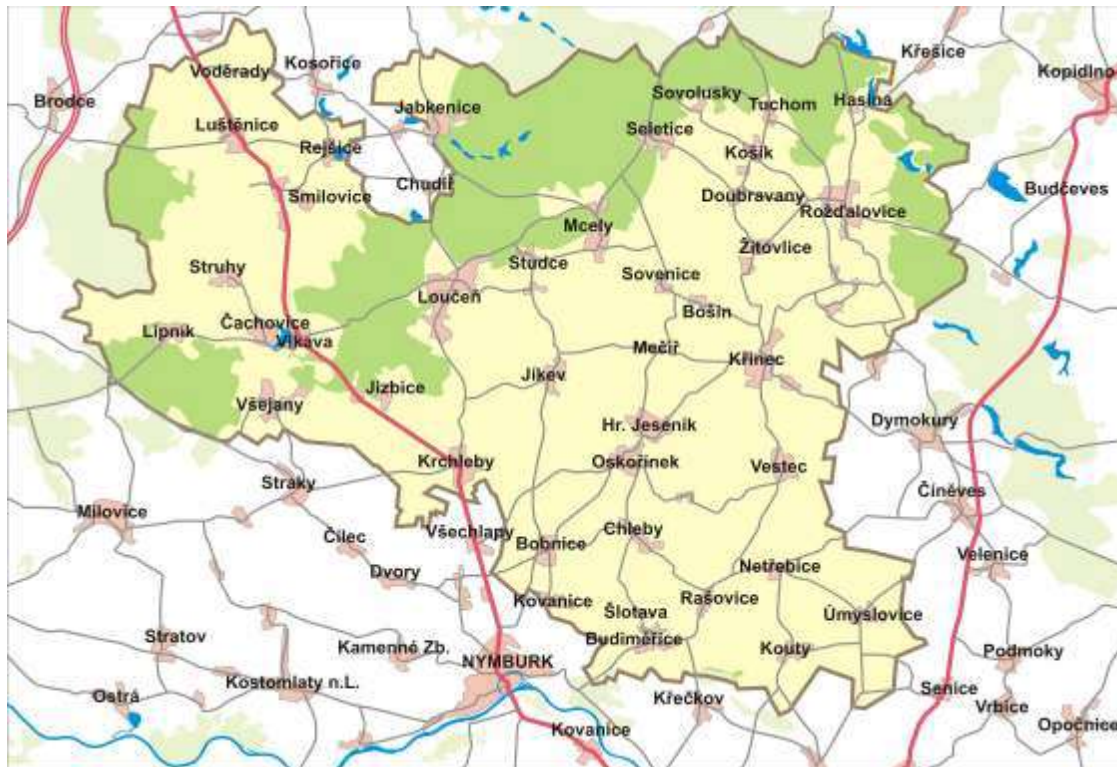 Voděrady
Kosořice
Křešice
Kopidlno
Brodce
Jabkenice
Sovolusky
Tuchom
Hasina
Luštěnice
Seletice
Rejšice
Košík
Smilovice
Chudíř
Doubravany
Budčeves
Rožďalovice
Mcely
Žitovlice
Struhy
Studce
Sovenice
Loučeň
Bošín
Lipník
Čachovice
Vlkava
Mečíř
Křinec
Jíkev
Jizbice
Všejany
Hr. Jeseník
Dymokury
Krchleby
Oskořínek
Vestec
Straky
Činěves
Milovice
Všechlapy
Chleby
Čilec
Bobnice
Velenice
Dvory
Netřebice
Kovanice
Šlotava
Rašovice
Úmyslovice
Stratov
Budiměřice
Kamenné Zb.
NYMBURK
Kouty
Podmoky
Kostomlaty n.L.
Ostrá
Křečkov
Senice
Vrbice
Kovanice
Opočnice